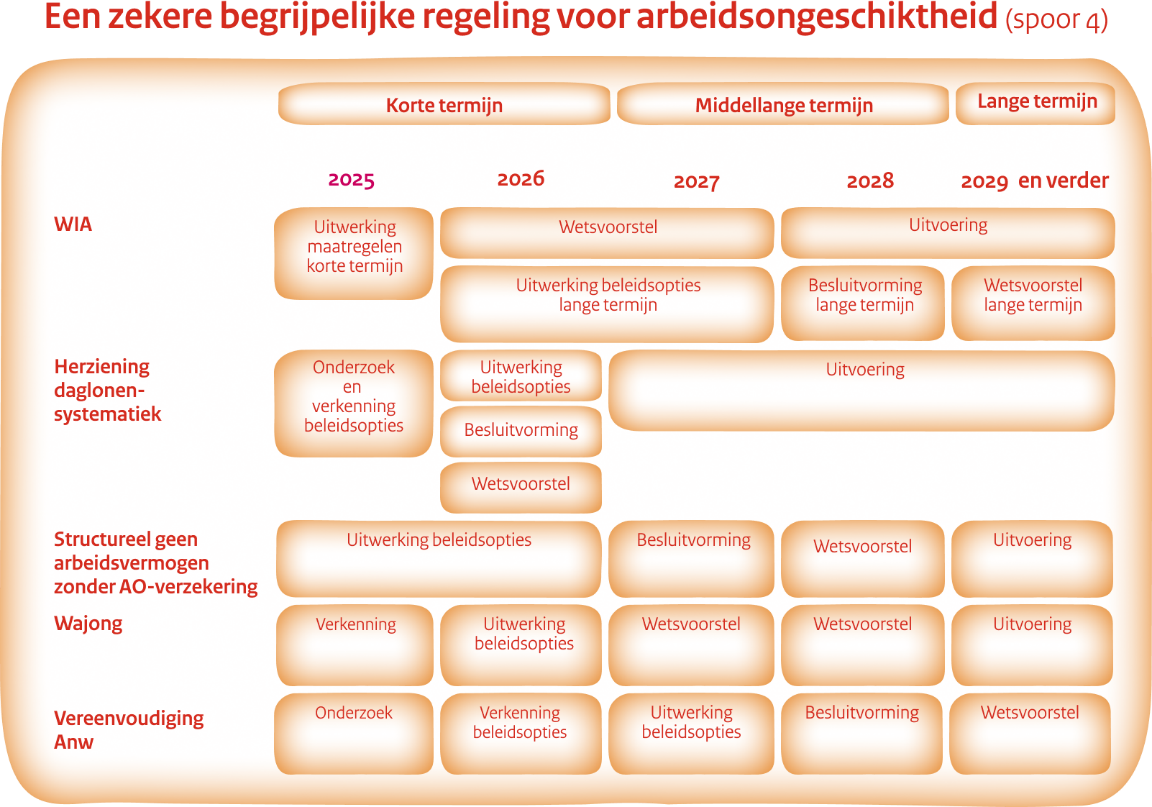 Een zekere begrijpelijke regeling voor arbeidsongeschiktheid (spoor 4)
Korte termijn
Middellange termijn
Lange termijn
2025
2026
2027
2028
2029 en verder
WIA
Uitwerking
maatregelen
korte termijn
Wetsvoorstel
Uitvoering
Uitwerking beleidsopties
lange termijn
Besluitvorming
lange termijn
Wetsvoorstel
lange termijn
Herziening
daglonen-
systematiek
Onderzoek
en
verkenning
beleidsopties
Uitwerking
beleidsopties
Besluitvorming
Wetsvoorstel
Uitvoering
Structureel geen
arbeidsvermogen
zonder AO-verzekering
Uitwerking beleidsopties
Besluitvorming
Wetsvoorstel
Uitvoering
Wajong
Verkenning
Uitwerking
beleidsopties
Wetsvoorstel
Wetsvoorstel
Uitvoering
Vereenvoudiging
Anw
Onderzoek
Verkenning
beleidsopties
Uitwerking
beleidsopties
Besluitvorming
Wetsvoorstel